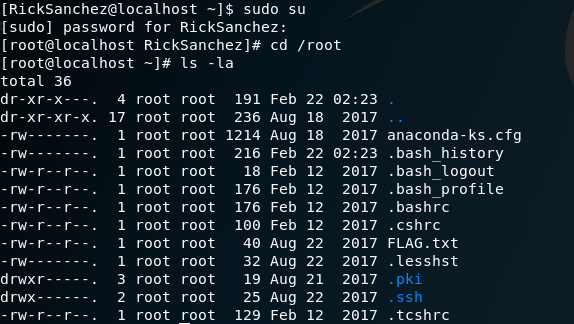 [RickSanchez@localhost ~]$ sudo su
[sudo] password for RickSanchez:
[root@localhost RickSanchez]# cd /root
[root@localhost ~]# ls -la
total 36
dr-xr-x---.  4 root root  191 Feb 22 02:23 .
dr-xr-xr-x. 17 root root  236 Aug 18  2017 ..
-rw-------.  1 root root 1214 Aug 18  2017 anaconda-ks.cfg
-rw-------.  1 root root  216 Feb 22 02:23 .bash_history
-rw-r--r--.  1 root root   18 Feb 12  2017 .bash_logout
-rw-r--r--.  1 root root  176 Feb 12  2017 .bash_profile
-rw-r--r--.  1 root root  176 Feb 12  2017 .bashrc
-rw-r--r--.  1 root root  100 Feb 12  2017 .cshrc
-rw-r--r--.  1 root root   40 Aug 22  2017 FLAG.txt
-rw-------.  1 root root   32 Aug 22  2017 .lesshst
drwxr-----.  3 root root   19 Aug 21  2017 .pki
drwx------.  2 root root   25 Aug 22  2017 .ssh
-rw-r--r--.  1 root root  129 Feb 12  2017 .tcshrc